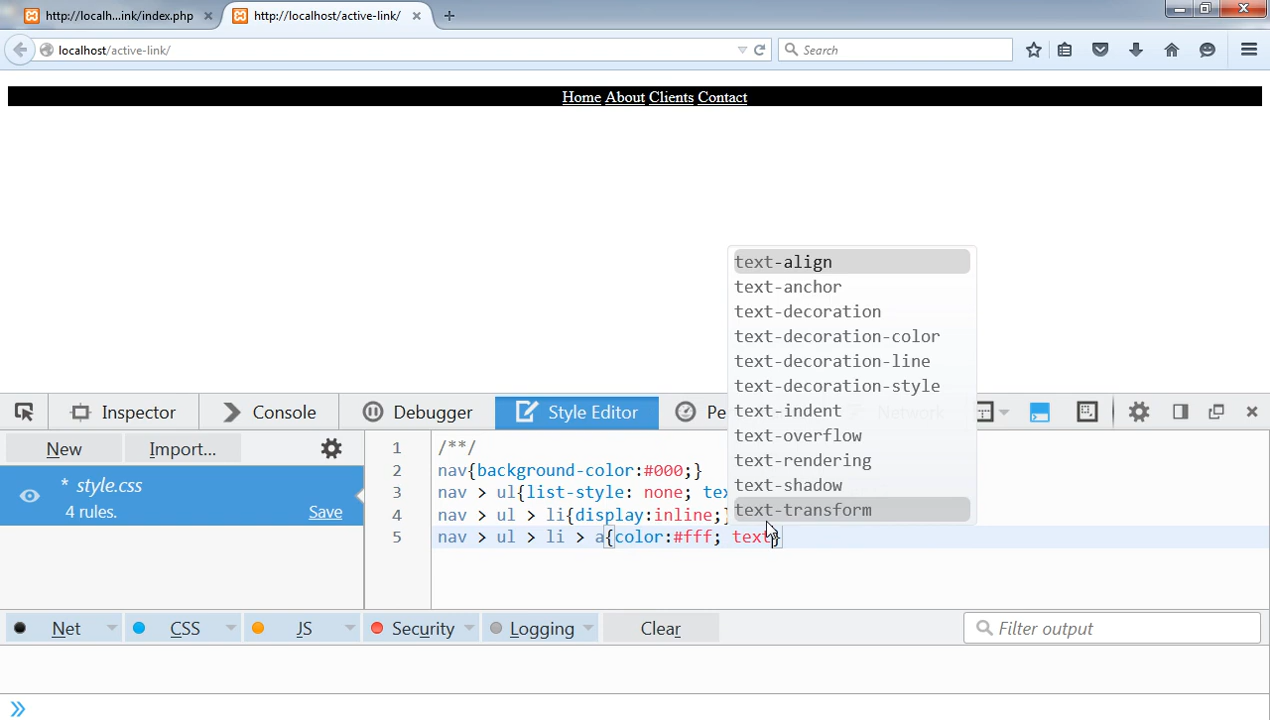 http://localh...ink/index.php
http://localhost/active-link/
localhost/active-link/
Search
Home About Clients Contact
text-align
text-anchor
text-decoration
text-decoration-color
text-decoration-line
text-decoration-style
text-indent
text-overflow
text-rendering
text-shadow
text-transform
Inspector
Console
Debugger
Style Editor
Pe
Network
New
Import...
* style.css
4 rules.
Save
1 /**/
2 nav{background-color:#000;}
3 nav > ul{list-style: none; tex
4 nav > ul > li{display:inline;}
5 nav > ul > li > a{color:#fff; text}
Net
CSS
JS
Security
Logging
Clear
Filter output